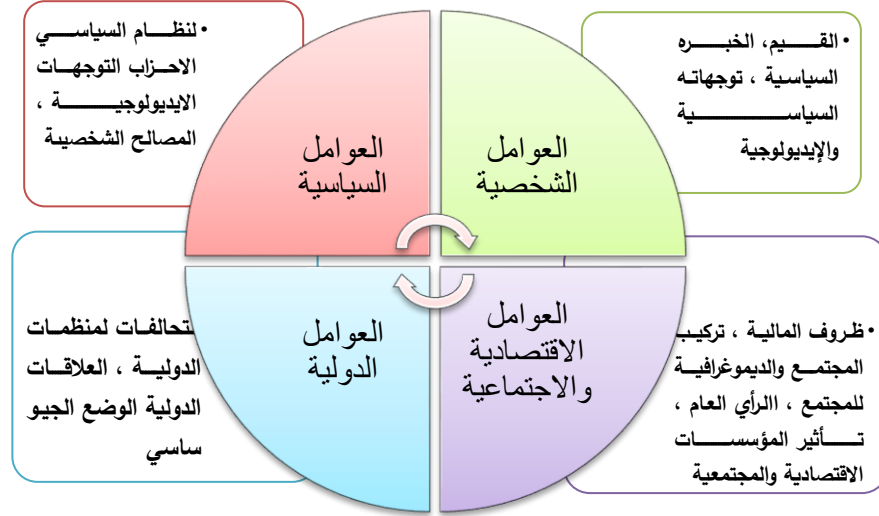 • القيم، الخبره
السياسية ، توجهاته
السياسية
والإيديولوجية
العوامل
الشخصية
• لنظام السياسي
الاحزاب التوجهات
الايديولوجية ،
المصالح الشخصية
العوامل
السياسية
• ظروف المالية ، تركيب
المجتمع والديموغرافية
للمجتمع ، االرأي العام ،
تأثير المؤسسات
الاقتصادية والمجتمعية
العوامل
الاقتصادية
والاجتماعية
تحالفات لمنظمات
الدولية ، العلاقات
الدولية الوضع الجيو
ساسي
العوامل
الدولية